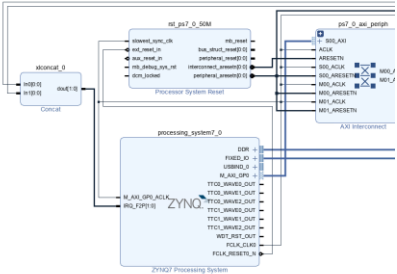 rst_ps7_0_50M
slowest_sync_clk
ext_reset_in
aux_reset_in
mb_debug_sys_rst
dcm_locked
mb_reset
bus_struct_reset[0:0]
peripheral_reset[0:0]
interconnect_aresetn[0:0]
peripheral_aresetn[0:0]
Processor System Reset
ps7_0_axi_periph
S00_AXI
ACLK
ARESETN
S00_ACLK
S00_ARESETN
M00_ACLK
M00_ARESETN
M01_ACLK
M01_ARESETN
M00_A
M01_A
AXI Interconnect
xlconcat_0
In0[0:0]
In1[0:0]
dout[1:0]
Concat
processing_system7_0
M_AXI_GP0_ACLK
IRQ_F2P[1:0]
ZYNQ
DDR
FIXED_IO
USBIND_0
M_AXI_GP0
TTC0_WAVE0_OUT
TTC0_WAVE1_OUT
TTC0_WAVE2_OUT
TTC1_WAVE0_OUT
TTC1_WAVE1_OUT
TTC1_WAVE2_OUT
WDT_RST_OUT
FCLK_CLK0
FCLK_RESET0_N
ZYNQ7 Processing System